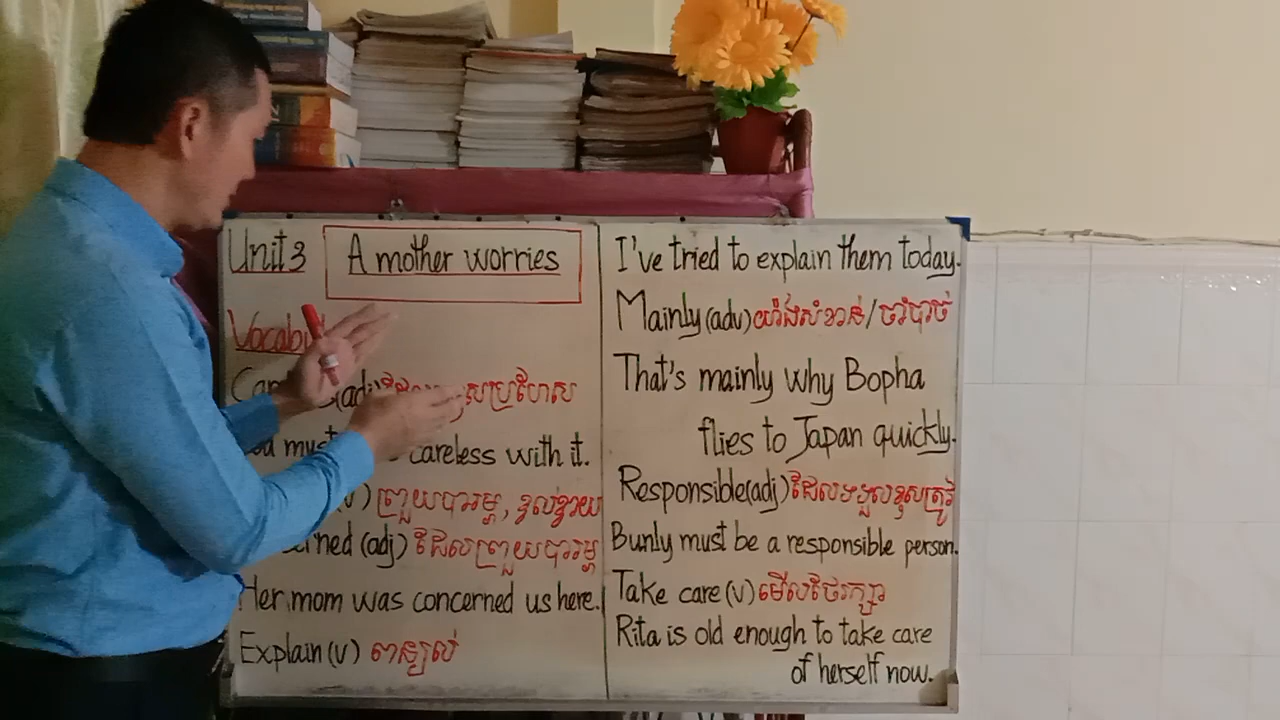 Unit 3 A mother worries
(adj)
careless with it.
ព្រួយបារម្ភ, ខ្វល់ខ្វាយ
(adj) ដែលព្រួយបារម្ភ
Her mom was concerned us here.
Explain (v) ពន្យល់
I've tried to explain them today.
Mainly (adv) យ៉ាងសំខាន់/ចាំបាច់
That's mainly why Bopha
flies to Japan quickly.
Responsible (adj) ដែលទទួលខុសត្រូវ
Bunly must be a responsible person.
Take care (v) មើលថែរក្សា
Rita is old enough to take care
of herself now.